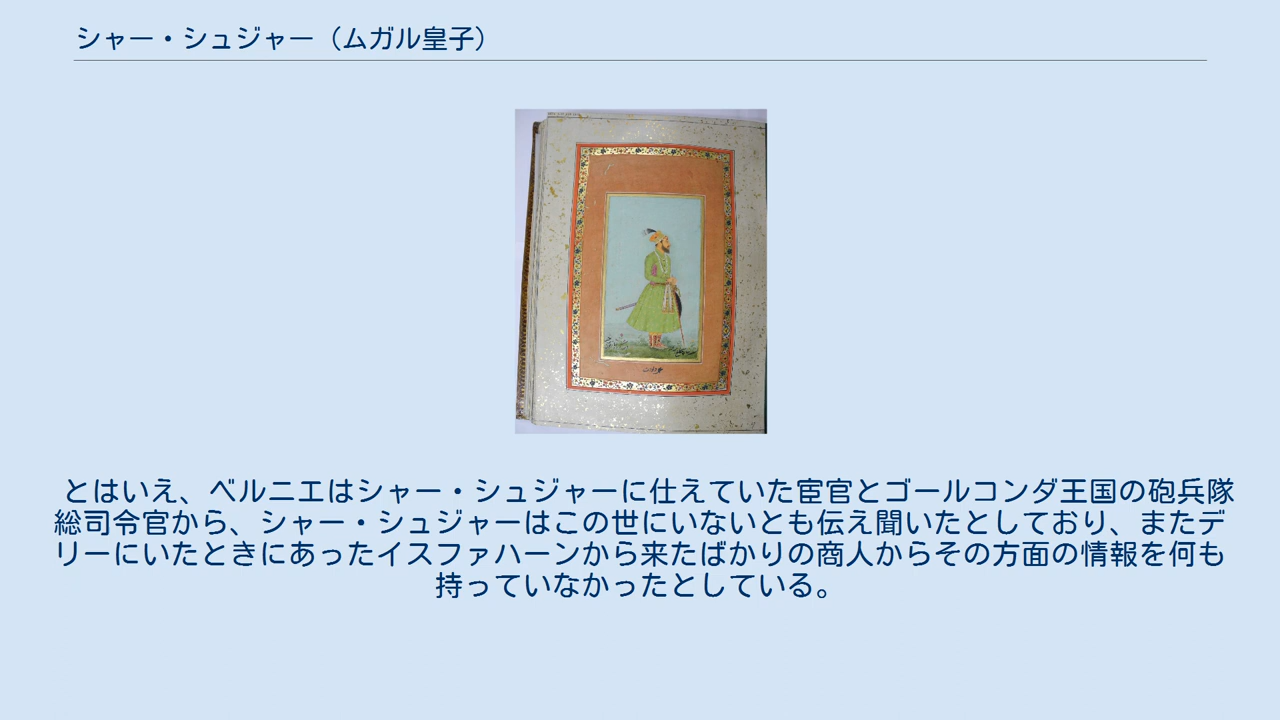 シャー・シュジャー（ムガル皇子）
とはいえ、ベルニエはシャー・シュジャーに仕えていた宦官とゴールコンダ王国の砲兵隊
総司令官から、シャー・シュジャーはこの世にいないとも伝え聞いたとしており、またデ
リーにいたときにあったイスファハーンから来たばかりの商人からその方面の情報を何も
持っていなかったとしている。